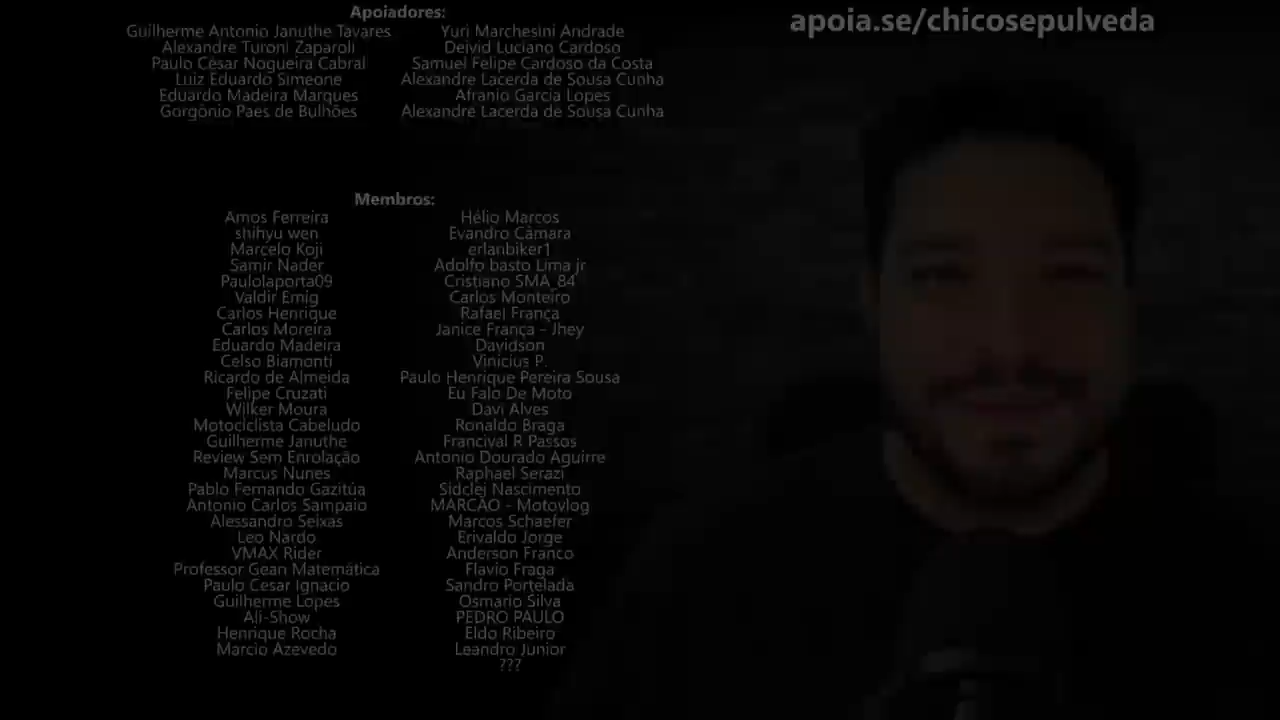 Apoiadores:
Guilherme Antonio Januthe Tavares
Alexandre Turoni Zaparoli
Paulo César Nogueira Cabral
Luiz Eduardo Simeone
Eduardo Madeira Marques
Gorgônio Paes de Bulhões
Yuri Marchesini Andrade
Deivid Luciano Cardoso
Samuel Felipe Cardoso da Costa
Alexandre Lacerda de Sousa Cunha
Afranio Garcia Lopes
Alexandre Lacerda de Sousa Cunha
apoia.se/chicosepulveda
Membros:
Amos Ferreira
shihyu wen
Marcelo Koji
Samir Nader
Paulolaporta09
Valdir Emig
Carlos Henrique
Carlos Moreira
Eduardo Madeira
Celso Biamonti
Ricardo de Almeida
Felipe Cruzati
Wilker Moura
Motociclista Cabeludo
Guilherme Januthe
Review Sem Enrolação
Marcus Nunes
Pablo Fernando Gazitúa
Antonio Carlos Sampaio
Alessandro Seixas
Leo Nardo
VMAX Rider
Professor Gean Matemática
Paulo Cesar Ignacio
Guilherme Lopes
Ali-Show
Henrique Rocha
Marcio Azevedo
Hélio Marcos
Evandro Câmara
erlanbiker1
Adolfo basto Lima jr
Cristiano SMA_84
Carlos Monteiro
Rafael França
Janice França - Jhey
Davidson
Vinicius P.
Paulo Henrique Pereira Sousa
Eu Falo De Moto
Davi Alves
Ronaldo Braga
Francival R Passos
Antonio Dourado Aguirre
Raphael Serazi
Sidclej Nascimento
MARCÃO - Motovlog
Marcos Schaefer
Erivaldo Jorge
Anderson Franco
Flavio Fraga
Sandro Portelada
Osmario Silva
PEDRO PAULO
Eldo Ribeiro
Leandro Junior
???